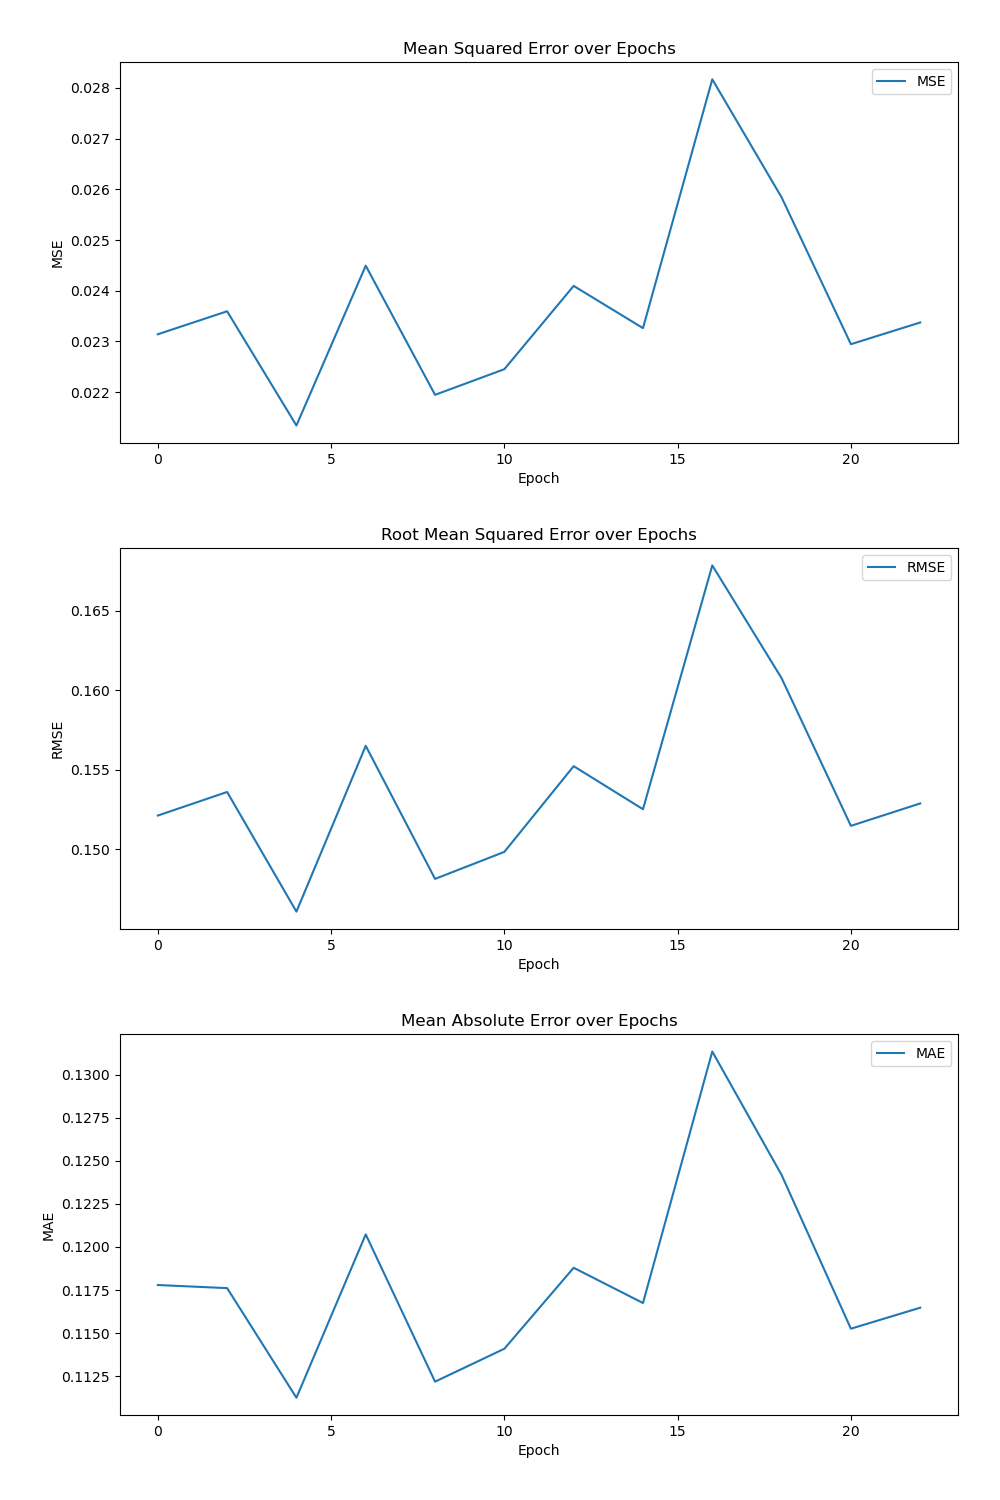 Mean Squared Error over Epochs
MSE
0.028
0.027
0.026
0.025
0.024
0.023
0.022
MSE
0 5 10 15 20
Epoch
Root Mean Squared Error over Epochs
RMSE
0.165
0.160
0.155
0.150
RMSE
0 5 10 15 20
Epoch
Mean Absolute Error over Epochs
MAE
0.1300
0.1275
0.1250
0.1225
0.1200
0.1175
0.1150
0.1125
MAE
0 5 10 15 20
Epoch